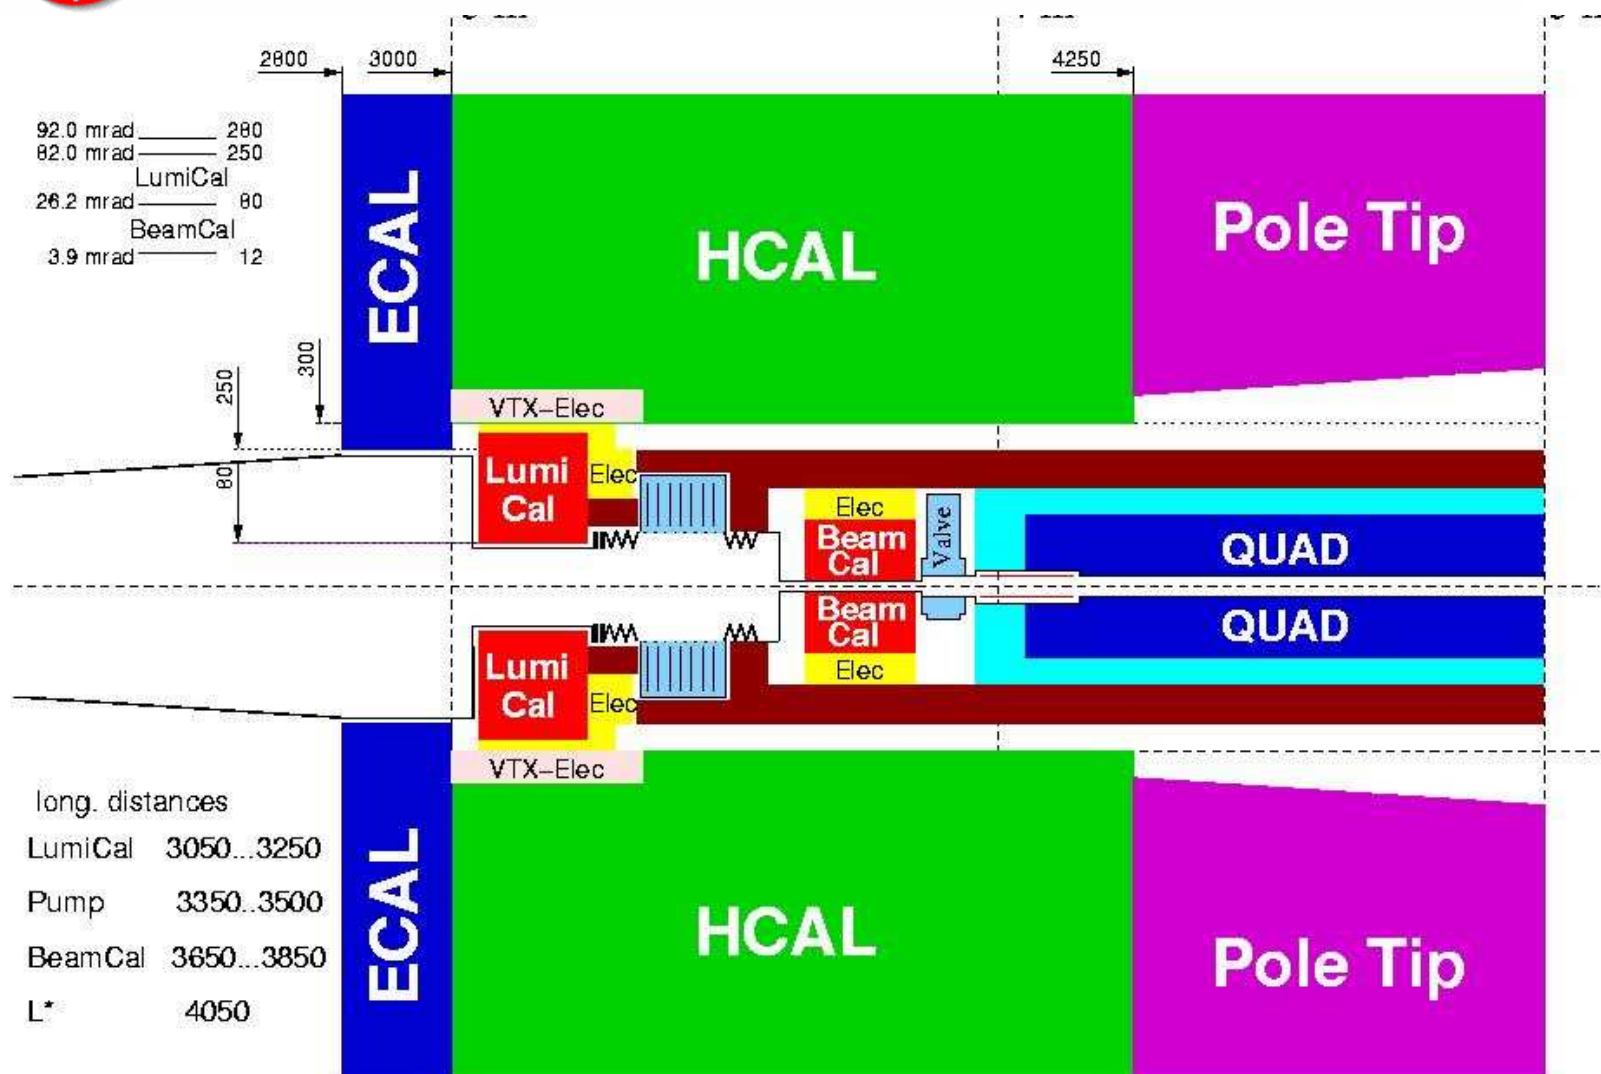 2800
3000
4250
92.0 mrad 280
82.0 mrad 250
LumiCal
26.2 mrad 80
BeamCal
3.9 mrad 12
ECAL
HCAL
Pole Tip
300
250
80
VTX-Elec
Lumi
Cal
Elec
Elec
Beam
Cal
Valve
QUAD
Beam
Cal
Elec
QUAD
Lumi
Cal
Elec
VTX-Elec
long. distances
LumiCal 3050...3250
Pump 3350..3500
BeamCal 3650...3850
L* 4050
ECAL
HCAL
Pole Tip